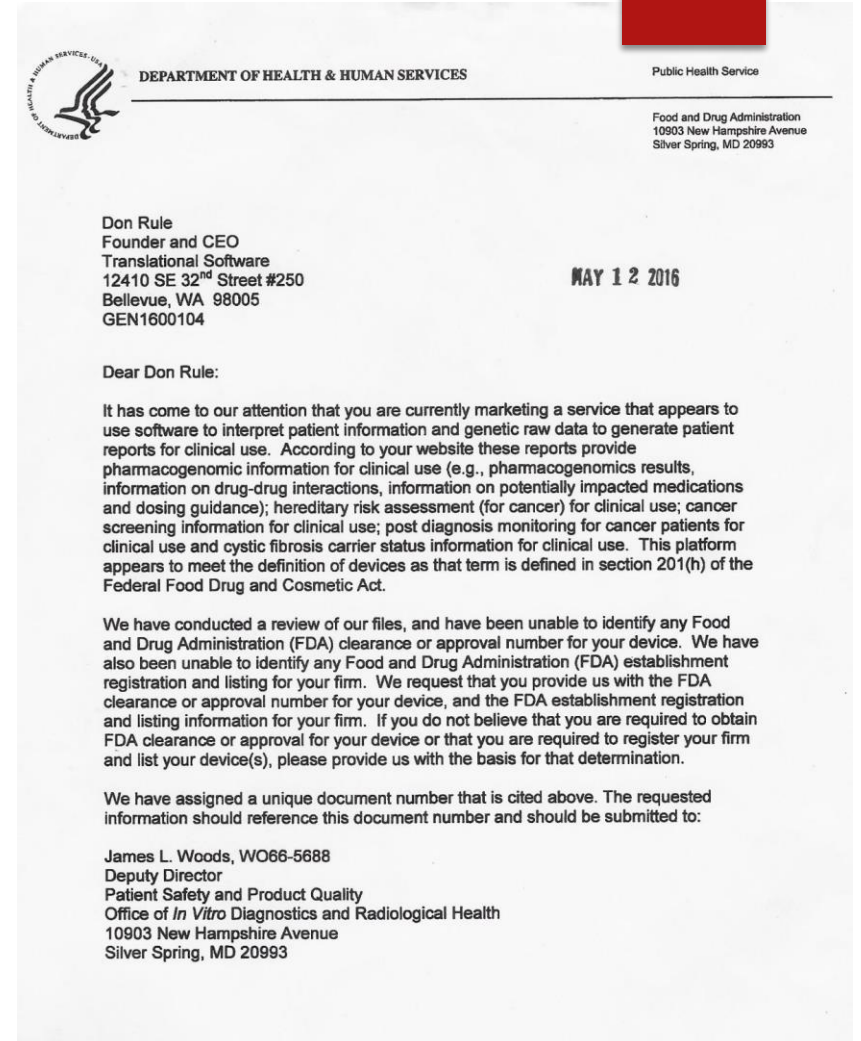 DEPARTMENT OF HEALTH & HUMAN SERVICES
Public Health Service
DEPARTMENT OF HEALTH & HUMAN SERVICES · USA
Food and Drug Administration
10903 New Hampshire Avenue
Silver Spring, MD 20993
Don Rule
Founder and CEO
Translational Software
12410 SE 32nd Street #250
MAY 12 2016
Bellevue, WA 98005
GEN1600104
Dear Don Rule:
It has come to our attention that you are currently marketing a service that appears to
use software to interpret patient information and genetic raw data to generate patient
reports for clinical use. According to your website these reports provide
pharmacogenomic information for clinical use (e.g., pharmacogenomics results,
information on drug-drug interactions, information on potentially impacted medications
and dosing guidance); hereditary risk assessment (for cancer) for clinical use; cancer
screening information for clinical use; post diagnosis monitoring for cancer patients for
clinical use and cystic fibrosis carrier status information for clinical use. This platform
appears to meet the definition of devices as that term is defined in section 201(h) of the
Federal Food Drug and Cosmetic Act.
We have conducted a review of our files, and have been unable to identify any Food
and Drug Administration (FDA) clearance or approval number for your device. We have
also been unable to identify any Food and Drug Administration (FDA) establishment
registration and listing for your firm. We request that you provide us with the FDA
clearance or approval number for your device, and the FDA establishment registration
and listing information for your firm. If you do not believe that you are required to obtain
FDA clearance or approval for your device or that you are required to register your firm
and list your device(s), please provide us with the basis for that determination.
We have assigned a unique document number that is cited above. The requested
information should reference this document number and should be submitted to:
James L. Woods, WO66-5688
Deputy Director
Patient Safety and Product Quality
Office of In Vitro Diagnostics and Radiological Health
10903 New Hampshire Avenue
Silver Spring, MD 20993